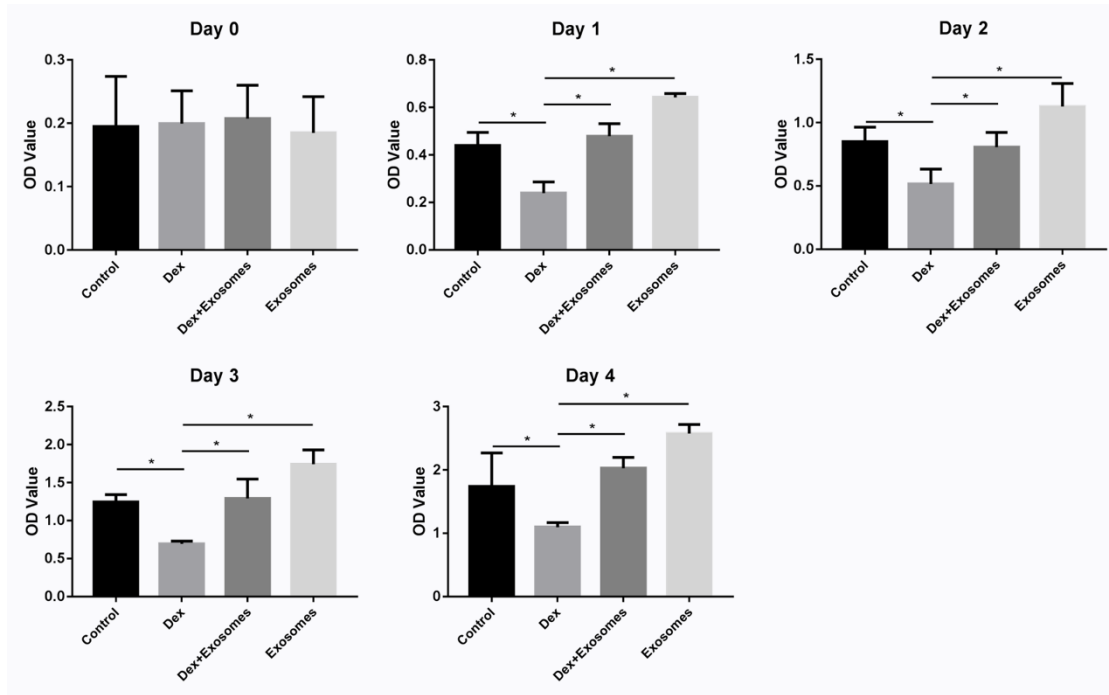 Day 0
OD Value
0.3
0.2
0.1
0.0
Control
Dex
Dex+Exosomes
Exosomes
Day 1
OD Value
0.8
0.6
0.4
0.2
0.0
*
*
*
Control
Dex
Dex+Exosomes
Exosomes
Day 2
OD Value
1.5
1.0
0.5
0.0
*
*
*
Control
Dex
Dex+Exosomes
Exosomes
Day 3
OD Value
2.5
2.0
1.5
1.0
0.5
0.0
*
*
*
Control
Dex
Dex+Exosomes
Exosomes
Day 4
OD Value
3
2
1
0
*
*
*
Control
Dex
Dex+Exosomes
Exosomes